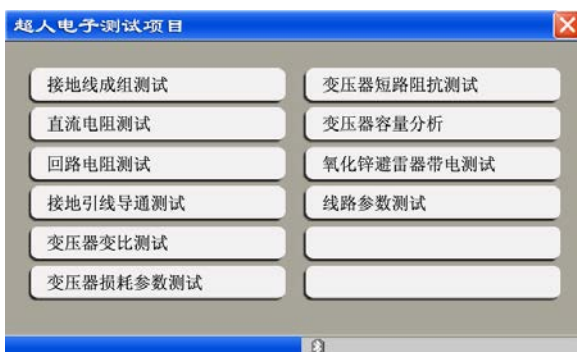 超人电子测试项目
接地线成组测试
直流电阻测试
回路电阻测试
接地引线导通测试
变压器变比测试
变压器损耗参数测试
变压器短路阻抗测试
变压器容量分析
氧化锌避雷器带电测试
线路参数测试